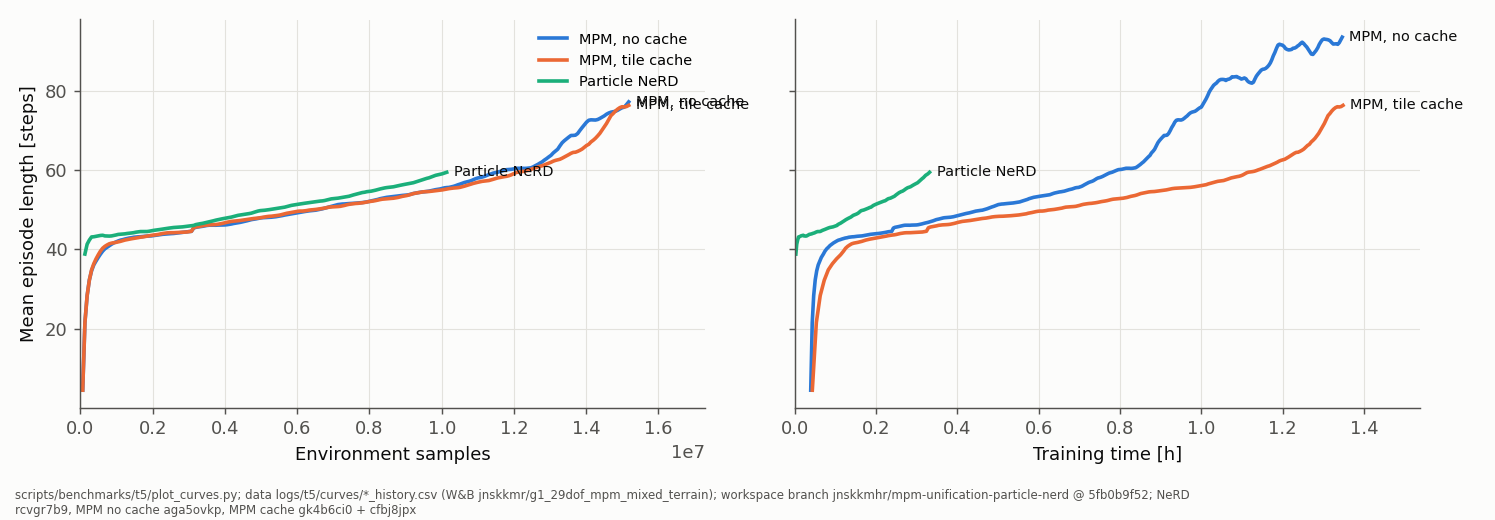 MPM, no cache
MPM, tile cache
Particle NeRD
MPM, no cache
MPM, tile cache
Particle NeRD
Mean episode length [steps]
80
60
40
20
0.0 0.2 0.4 0.6 0.8 1.0 1.2 1.4 1.6
1e7
Environment samples
MPM, no cache
MPM, tile cache
Particle NeRD
0.0 0.2 0.4 0.6 0.8 1.0 1.2 1.4
Training time [h]
scripts/benchmarks/t5/plot_curves.py; data logs/t5/curves/*_history.csv (W&B jnskkmr/g1_29dof_mpm_mixed_terrain); workspace branch jnskkmhr/mpm-unification-particle-nerd @ 5fb0b9f52; NeRD
rcvgr7b9, MPM no cache aga5ovkp, MPM cache gk4b6ci0 + cfbj8jpx